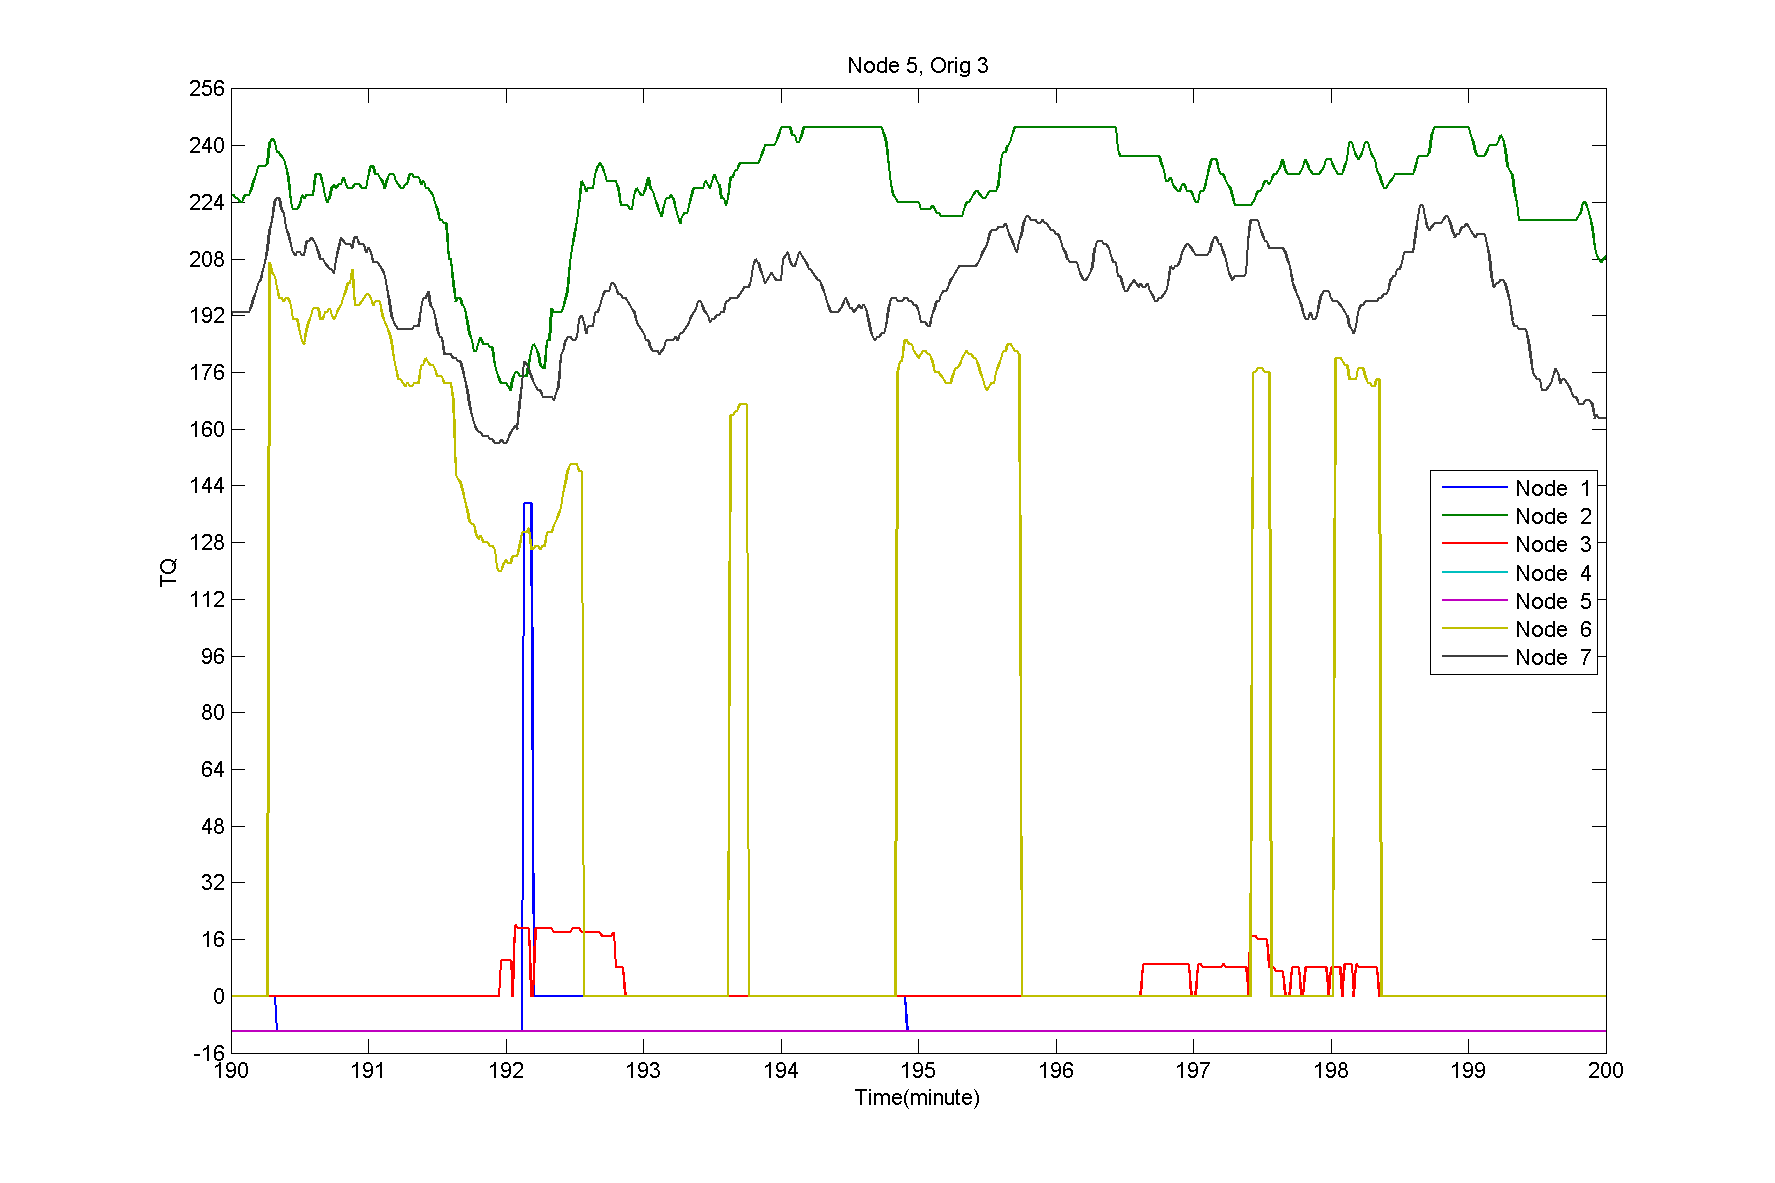 Node 5, Orig 3
256
240
224
208
192
176
160
144
128
112
96
80
64
48
32
16
0
-16
TQ
190 191 192 193 194 195 196 197 198 199 200
Time(minute)
Node 1
Node 2
Node 3
Node 4
Node 5
Node 6
Node 7